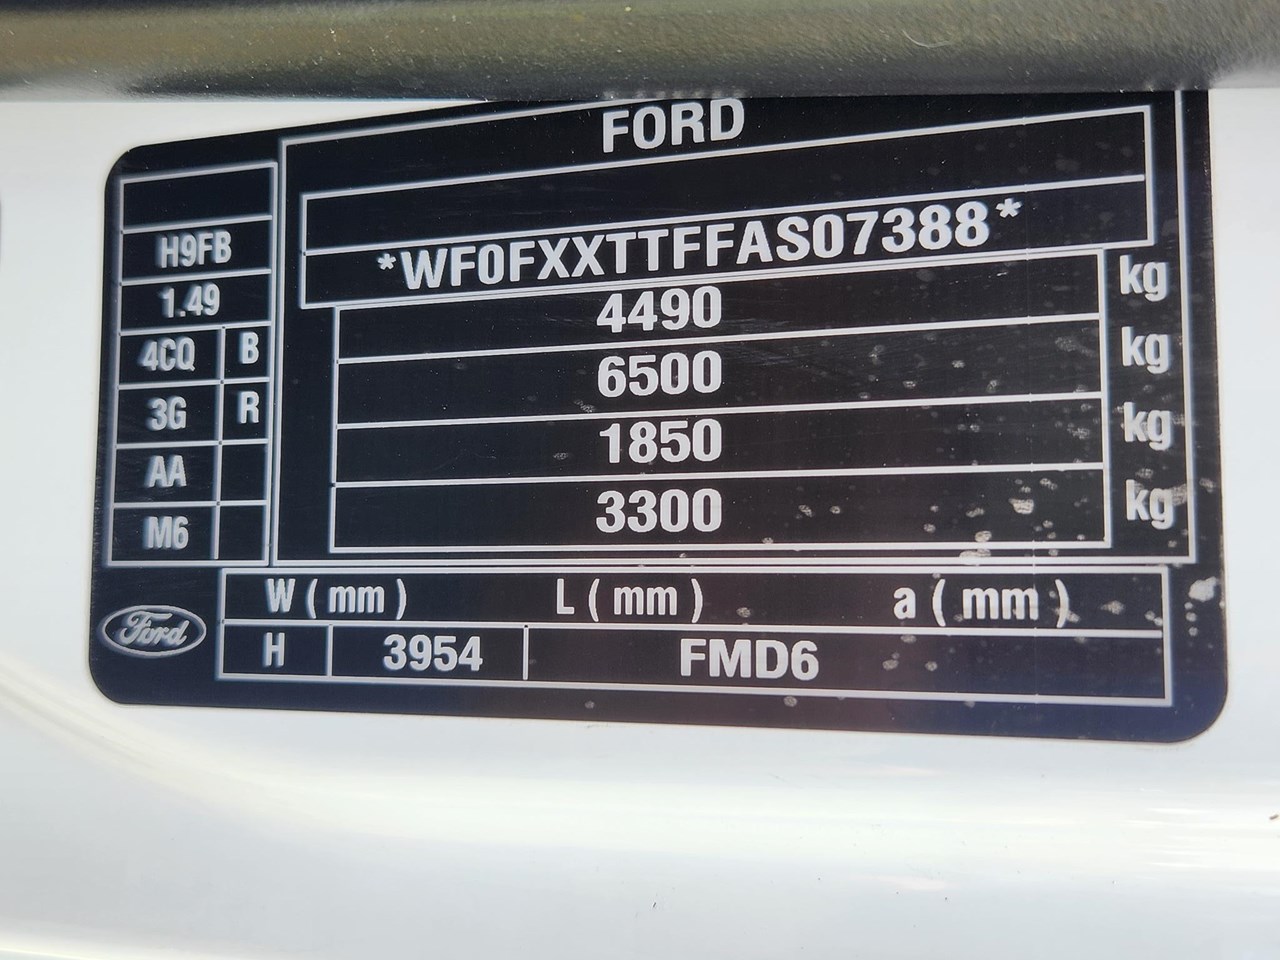 FORD
*WF0FXXTTFFAS07388*
4490 kg
6500 kg
1850 kg
3300 kg
H9FB
1.49
4CQ B
3G R
AA
M6
W ( mm ) L ( mm ) a ( mm )
Ford
H 3954 FMD6